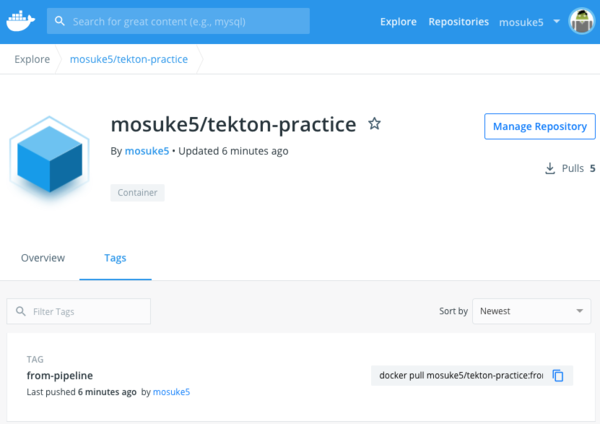 Search for great content (e.g., mysql)
Explore Repositories mosuke5
Explore mosuke5/tekton-practice
mosuke5/tekton-practice
By mosuke5 • Updated 6 minutes ago
Manage Repository
Pulls 5
Container
Overview Tags
Filter Tags
Sort by Newest
TAG
from-pipeline
docker pull mosuke5/tekton-practice:fro
Last pushed 6 minutes ago by mosuke5